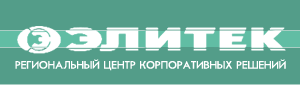 ЭЛИТЕК
РЕГИОНАЛЬНЫЙ ЦЕНТР КОРПОРАТИВНЫХ РЕШЕНИЙ